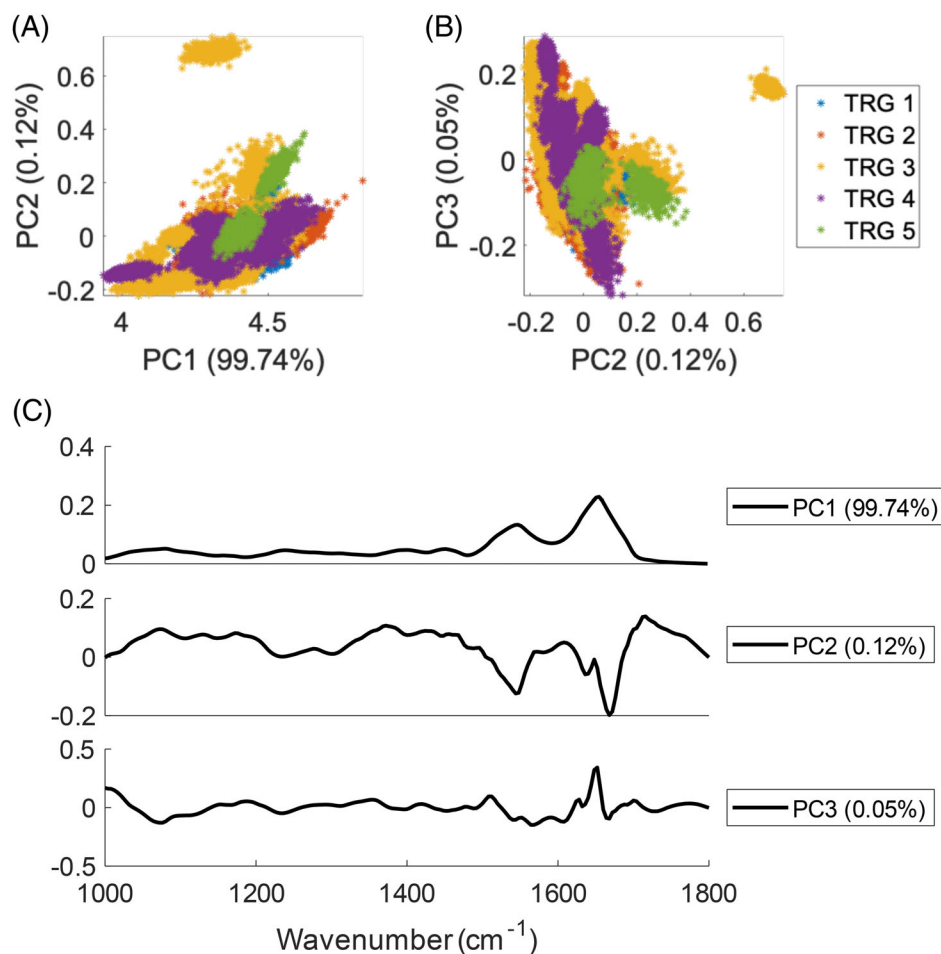 (A)
PC2 (0.12%)
0.6
0.4
0.2
0
-0.2
4
4.5
PC1 (99.74%)
(B)
PC3 (0.05%)
0.2
0
-0.2
-0.2
0
0.2
0.4
0.6
PC2 (0.12%)
TRG 1
TRG 2
TRG 3
TRG 4
TRG 5
(C)
0.4
0.2
0
PC1 (99.74%)
0.2
0
-0.2
PC2 (0.12%)
0.5
0
-0.5
PC3 (0.05%)
1000
1200
1400
1600
1800
Wavenumber (cm⁻¹)